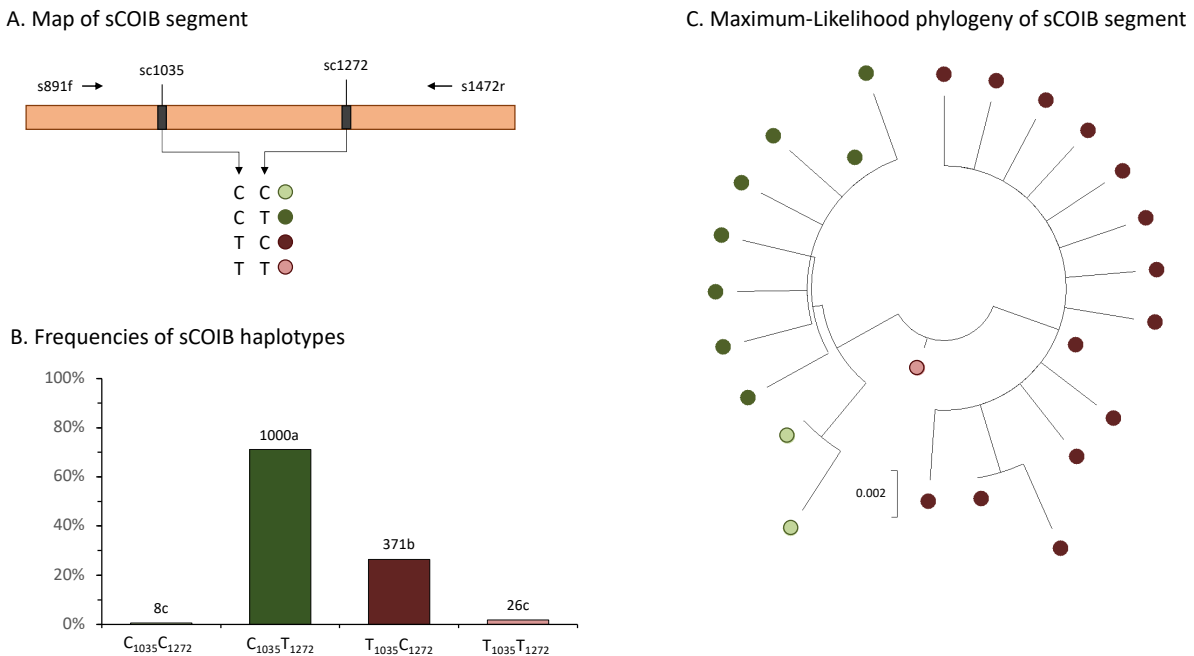 A. Map of sCOIB segment
s891f
sc1035
sc1272
s1472r
C C
C T
T C
T T
B. Frequencies of sCOIB haplotypes
100%
80%
60%
40%
20%
0%
8c
1000a
371b
26c
C1035C1272
C1035T1272
T1035C1272
T1035T1272
C. Maximum-Likelihood phylogeny of sCOIB segment
0.002